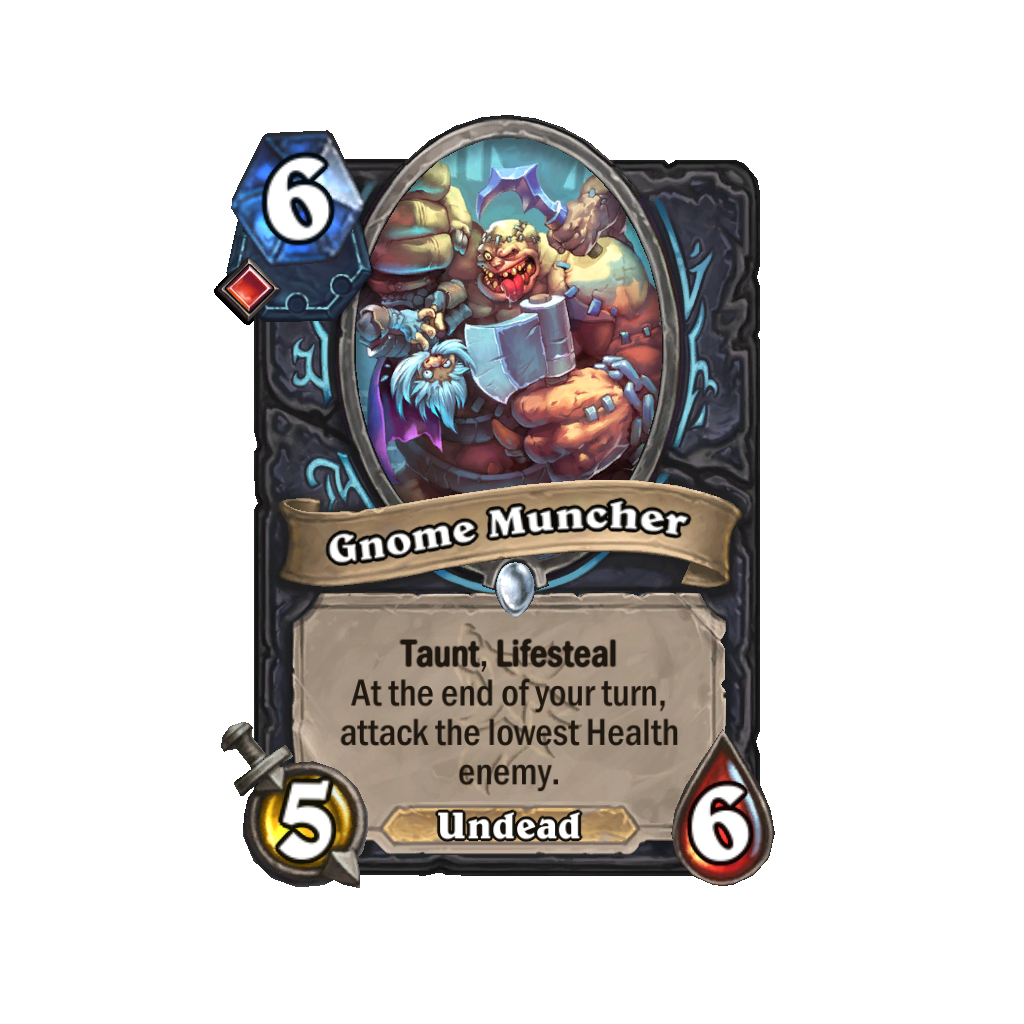 6
Gnome Muncher
Taunt, Lifesteal
At the end of your turn,
attack the lowest Health
enemy.
5
Undead
6